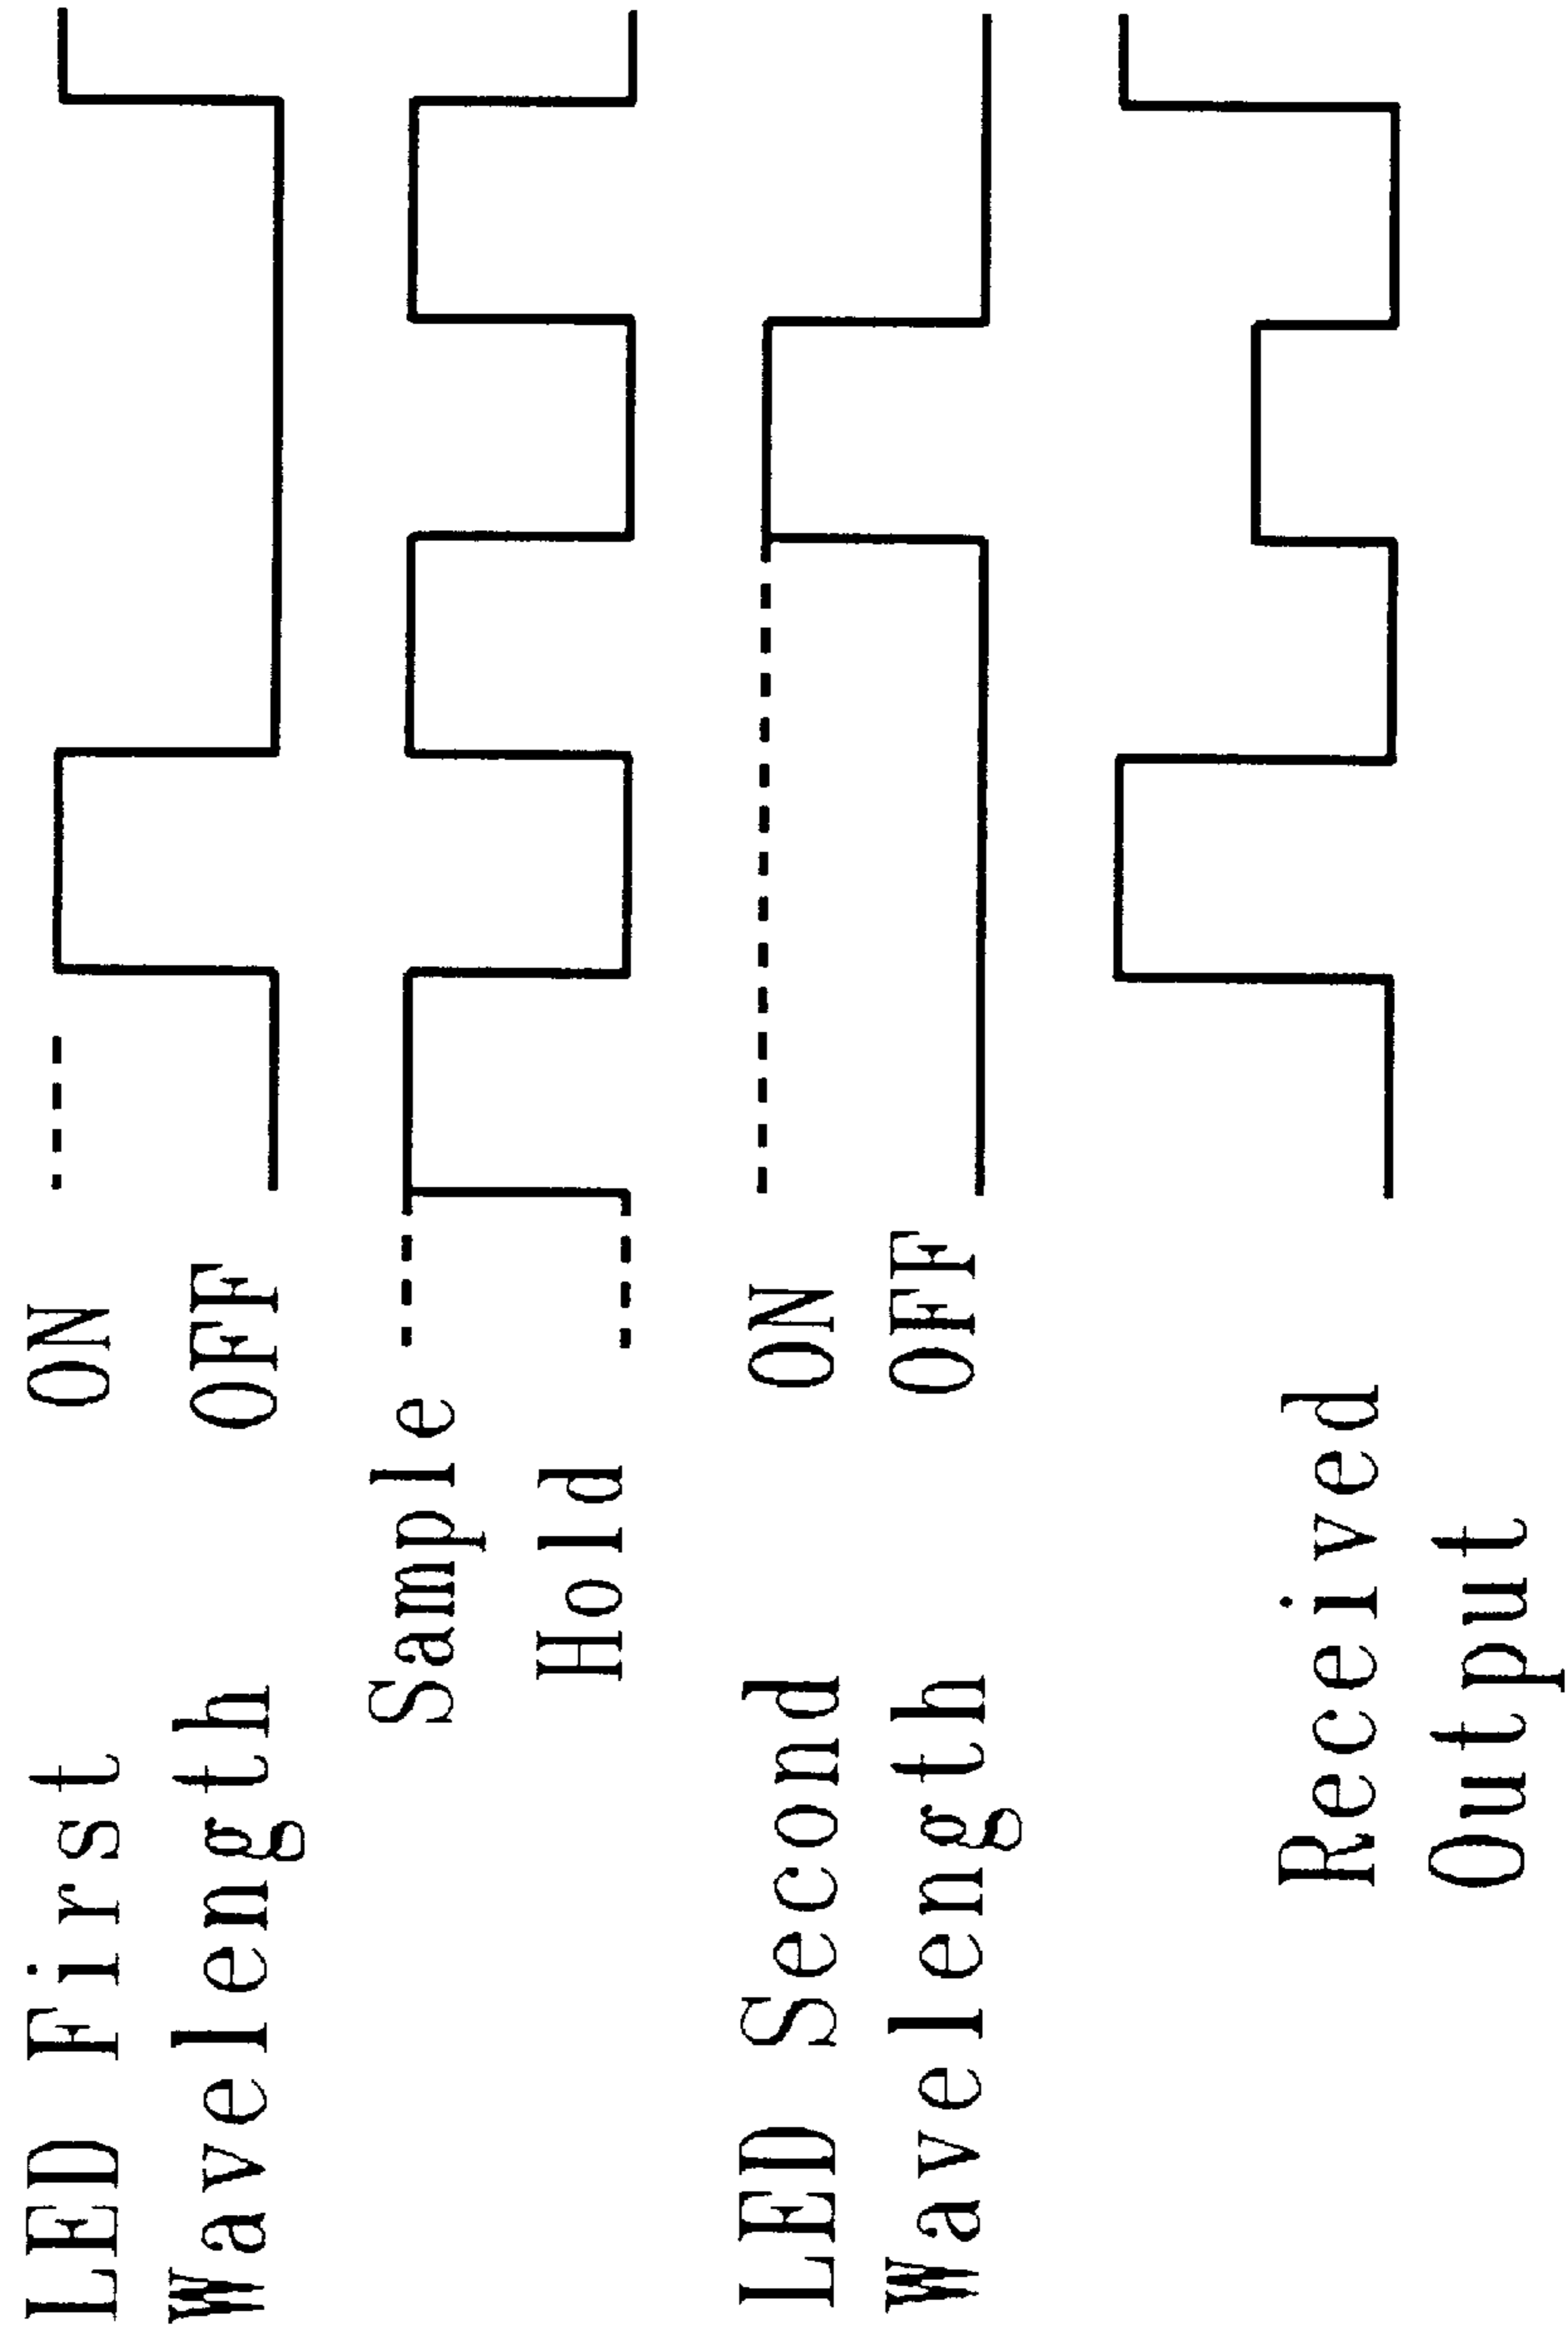 LED First
Wavelength
ON
OFF
Sample
Hold
LED Second
Wavelength
ON
OFF
Received
Output